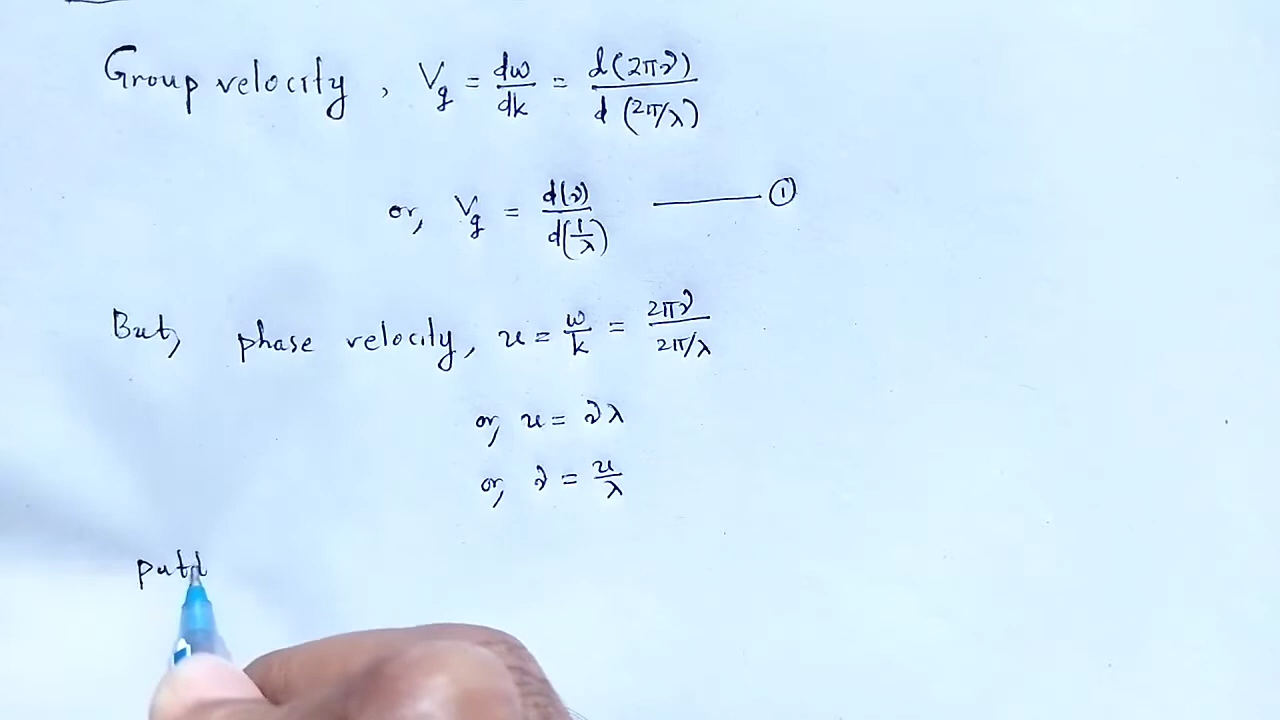 Group velocity, Vg = dω/dk = d(2πν)/d(2π/λ)
or, Vg = d(ν)/d(1/λ) ——— ①
But, phase velocity, u = ω/k = 2πν/2π/λ
or, u = νλ
or, ν = u/λ
putt